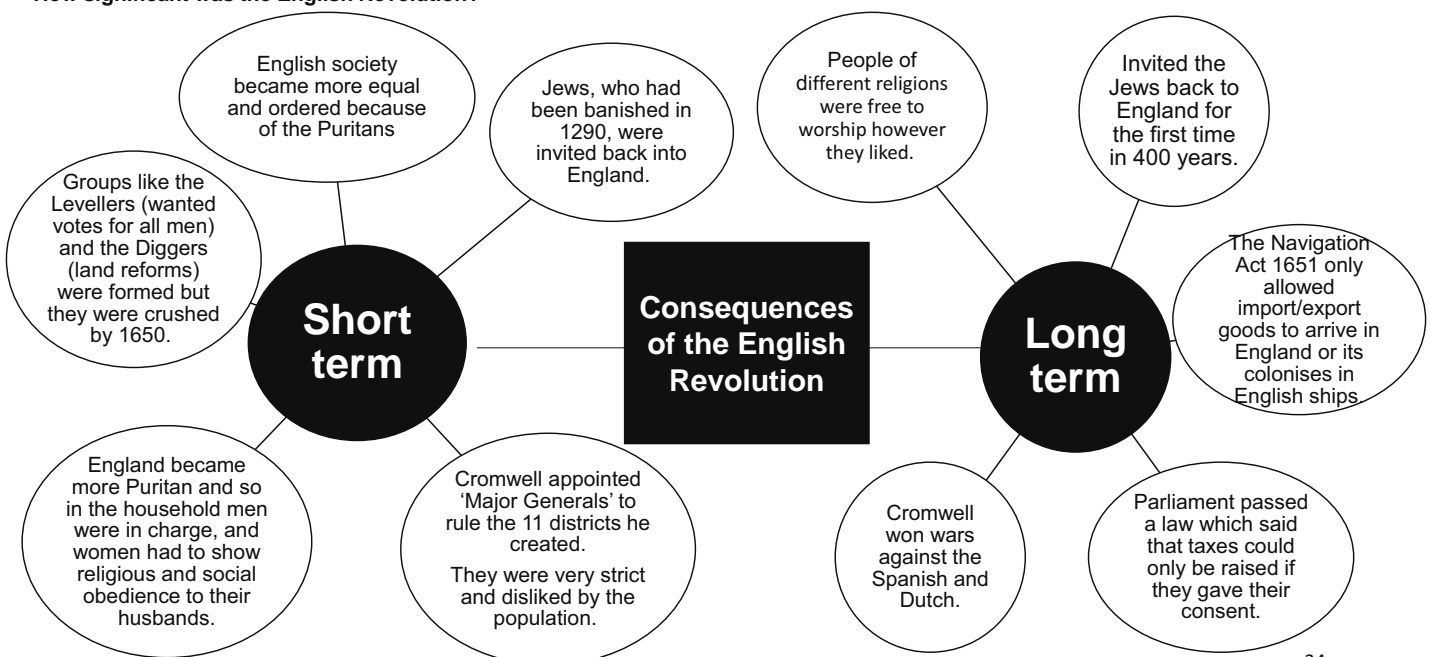 How significant was the English Revolution?
English society
became more equal
and ordered because
of the Puritans
Jews, who had
been banished in
1290, were
invited back into
England.
People of
different religions
were free to
worship however
they liked.
Invited the
Jews back to
England for
the first time
in 400 years.
Groups like the
Levellers (wanted
votes for all men)
and the Diggers
(land reforms)
were formed but
they were crushed
by 1650.
Short
term
Consequences
of the English
Revolution
Long
term
The Navigation
Act 1651 only
allowed
import/export
goods to arrive in
England or its
colonises in
English ships.
England became
more Puritan and so
in the household men
were in charge, and
women had to show
religious and social
obedience to their
husbands.
Cromwell appointed
‘Major Generals’ to
rule the 11 districts he
created.
They were very strict
and disliked by the
population.
Cromwell
won wars
against the
Spanish and
Dutch.
Parliament passed
a law which said
that taxes could
only be raised if
they gave their
consent.